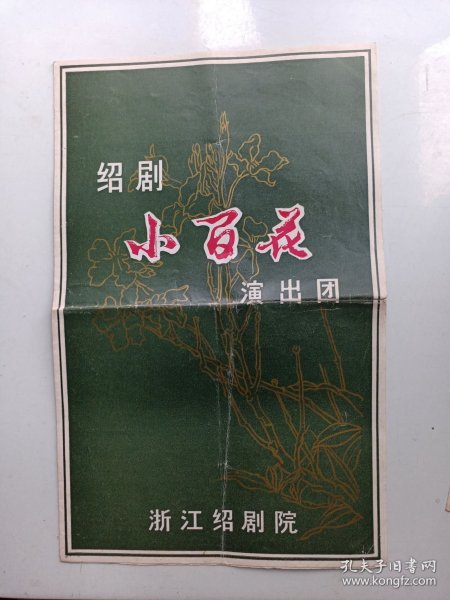 绍剧
小百花
演出团
浙江绍剧院
孔夫子旧书网
www.kongfz.com